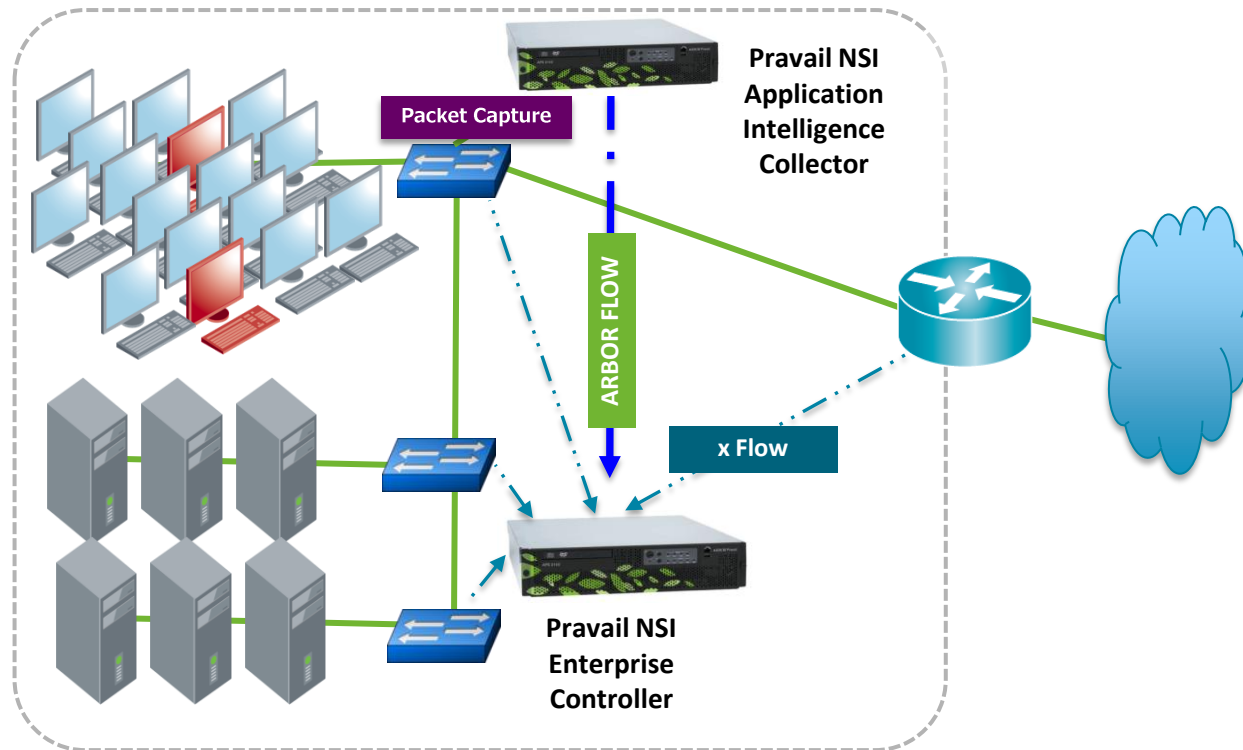 Pravail NSI
Application
Intelligence
Collector
Packet Capture
ARBOR FLOW
x Flow
Pravail NSI
Enterprise
Controller